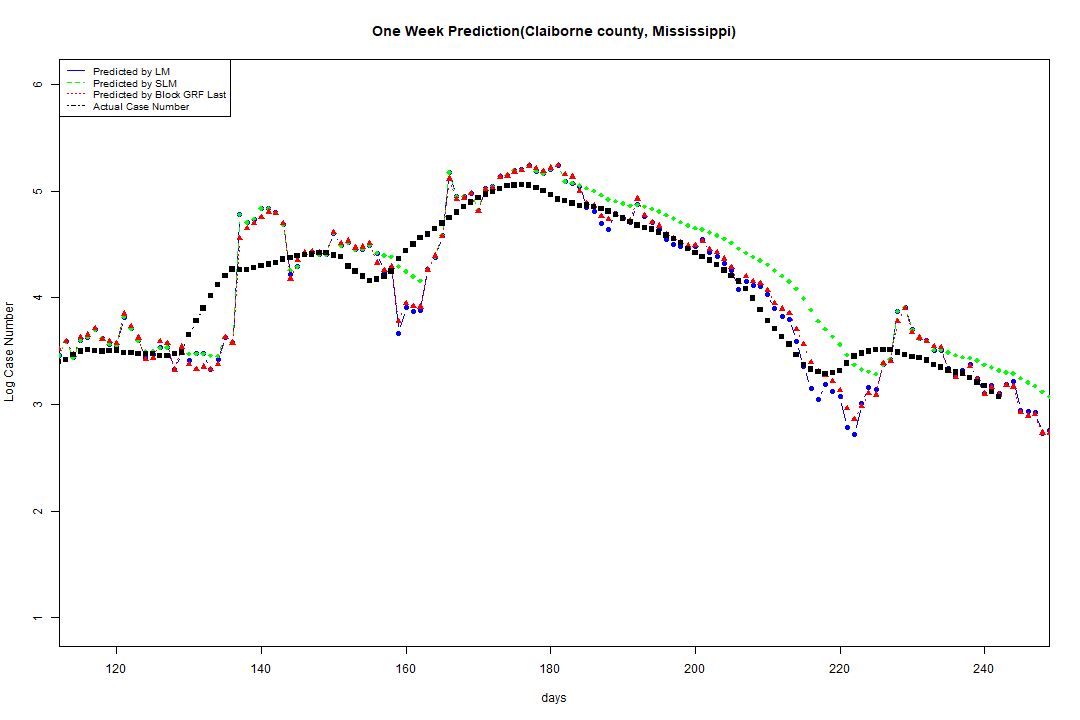 One Week Prediction(Claiborne county, Mississippi)
Predicted by LM
Predicted by SLM
Predicted by Block GRF Last
Actual Case Number
6
5
4
3
2
1
Log Case Number
120 140 160 180 200 220 240
days